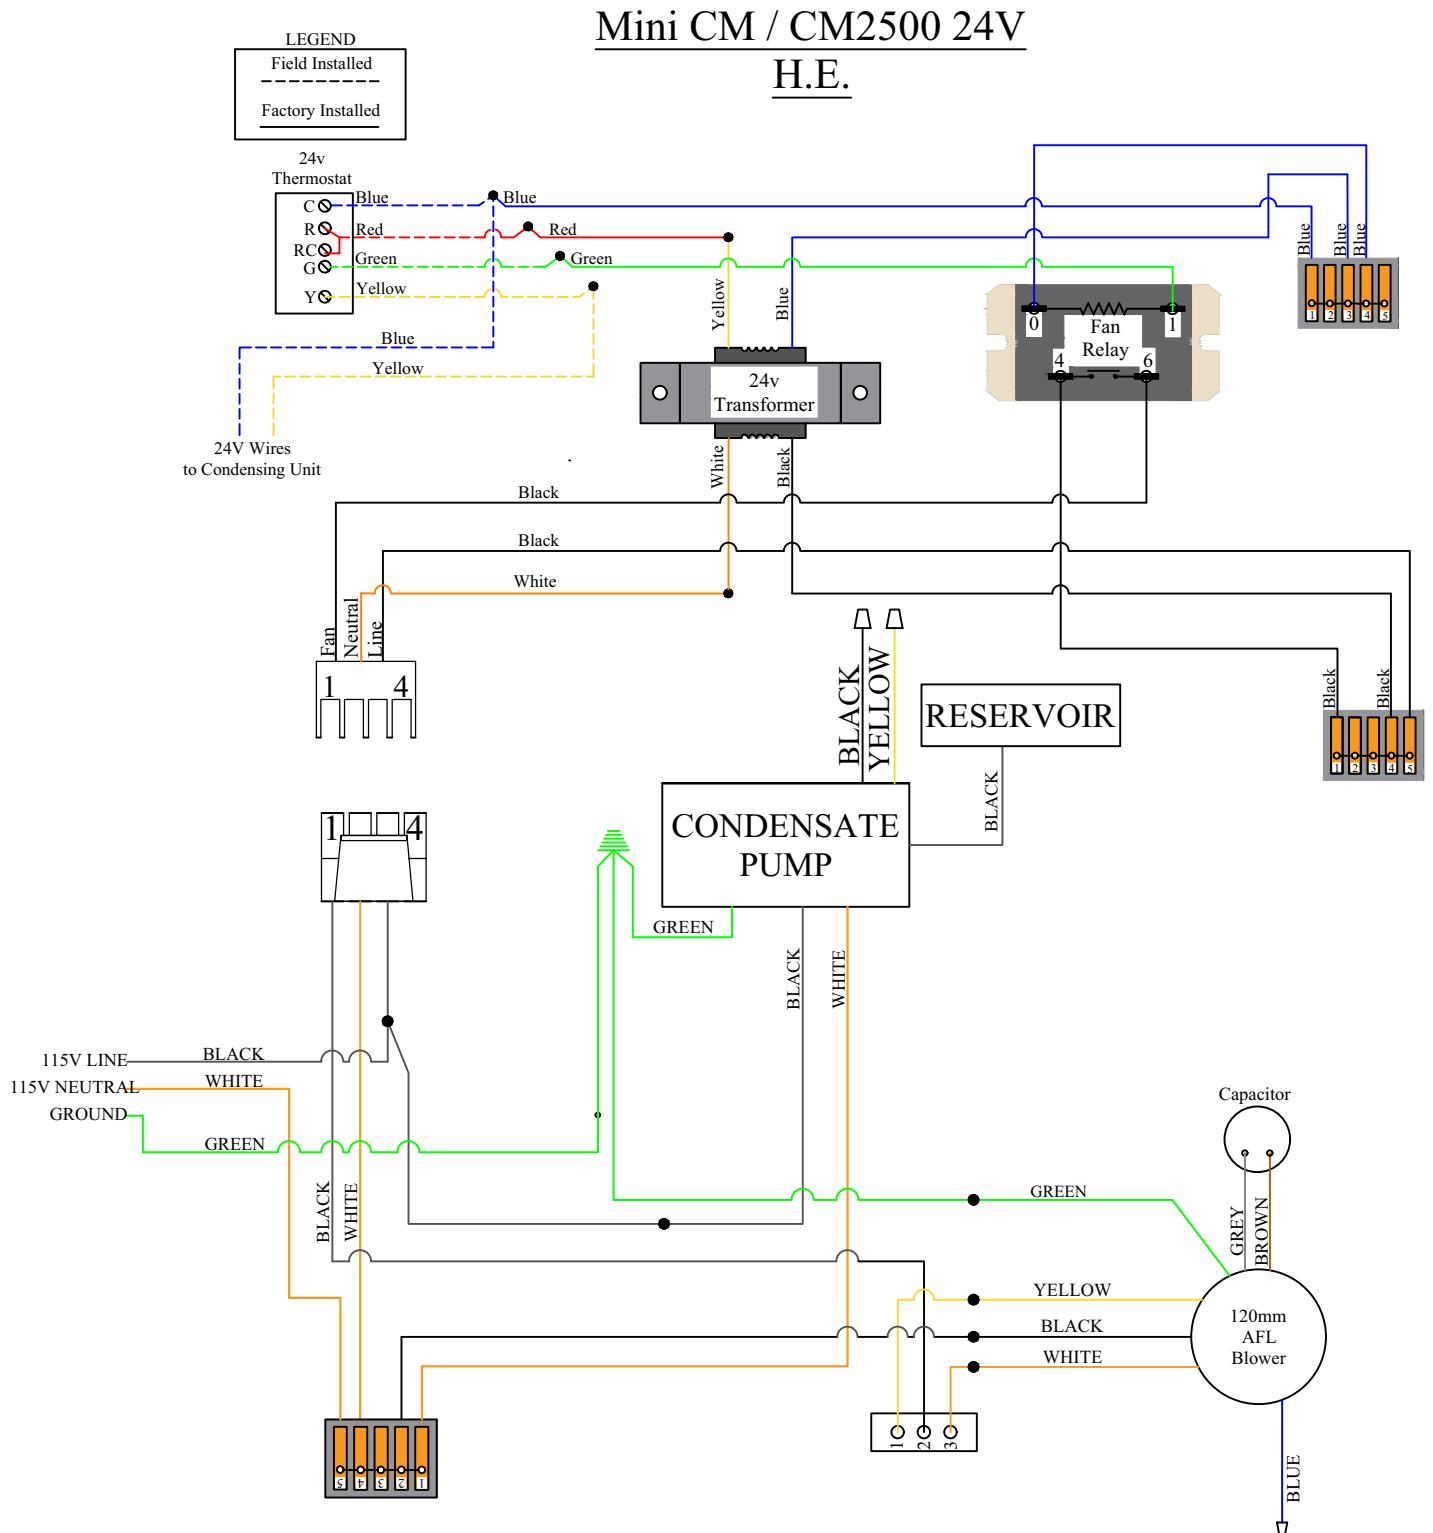 Mini CM / CM2500 24V
H.E.
LEGEND
Field Installed
Factory Installed
24v
Thermostat
C
R
RC
G
Y
Blue
Blue
Red
Red
Green
Green
Yellow
Blue
Yellow
24V Wires
to Condensing Unit
Yellow
Blue
24v
Transformer
White
Black
0
1
Fan
Relay
4
6
Blue
Blue
Blue
1 2 3 4 5
Black
Black
White
Fan
Neutral
Line
1 4
Black
Black
1 2 3 4 5
BLACK
YELLOW
RESERVOIR
BLACK
CONDENSATE
PUMP
1 4
GREEN
BLACK
WHITE
115V LINE
BLACK
115V NEUTRAL
WHITE
GROUND
GREEN
BLACK
WHITE
Capacitor
GREY
BROWN
GREEN
YELLOW
BLACK
WHITE
120mm
AFL
Blower
BLUE
1 2 3
5 4 3 2 1